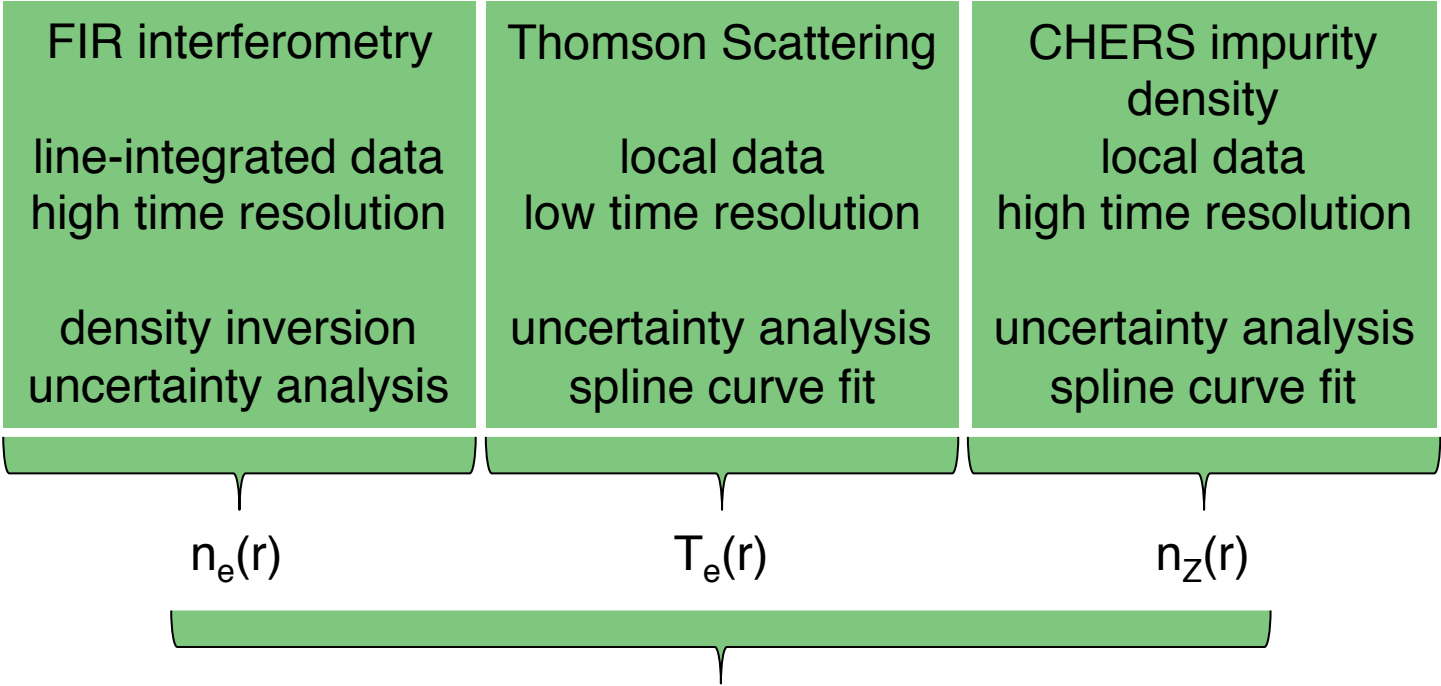 FIR interferometry
line-integrated data
high time resolution
density inversion
uncertainty analysis
Thomson Scattering
local data
low time resolution
uncertainty analysis
spline curve fit
CHERS impurity
density
local data
high time resolution
uncertainty analysis
spline curve fit
nₑ(r)
Tₑ(r)
n_Z(r)